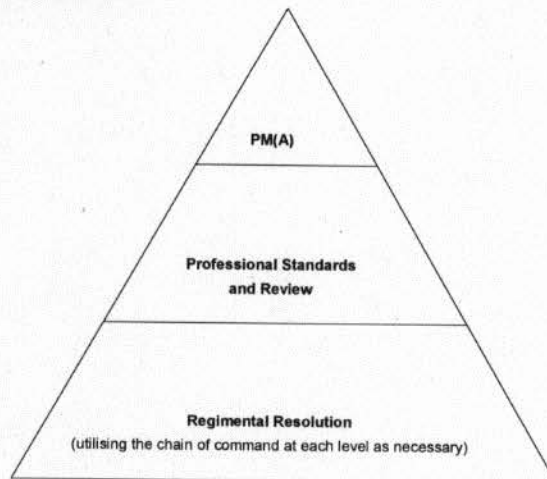 PM(A)
Professional Standards
and Review
Regimental Resolution
(utilising the chain of command at each level as necessary)